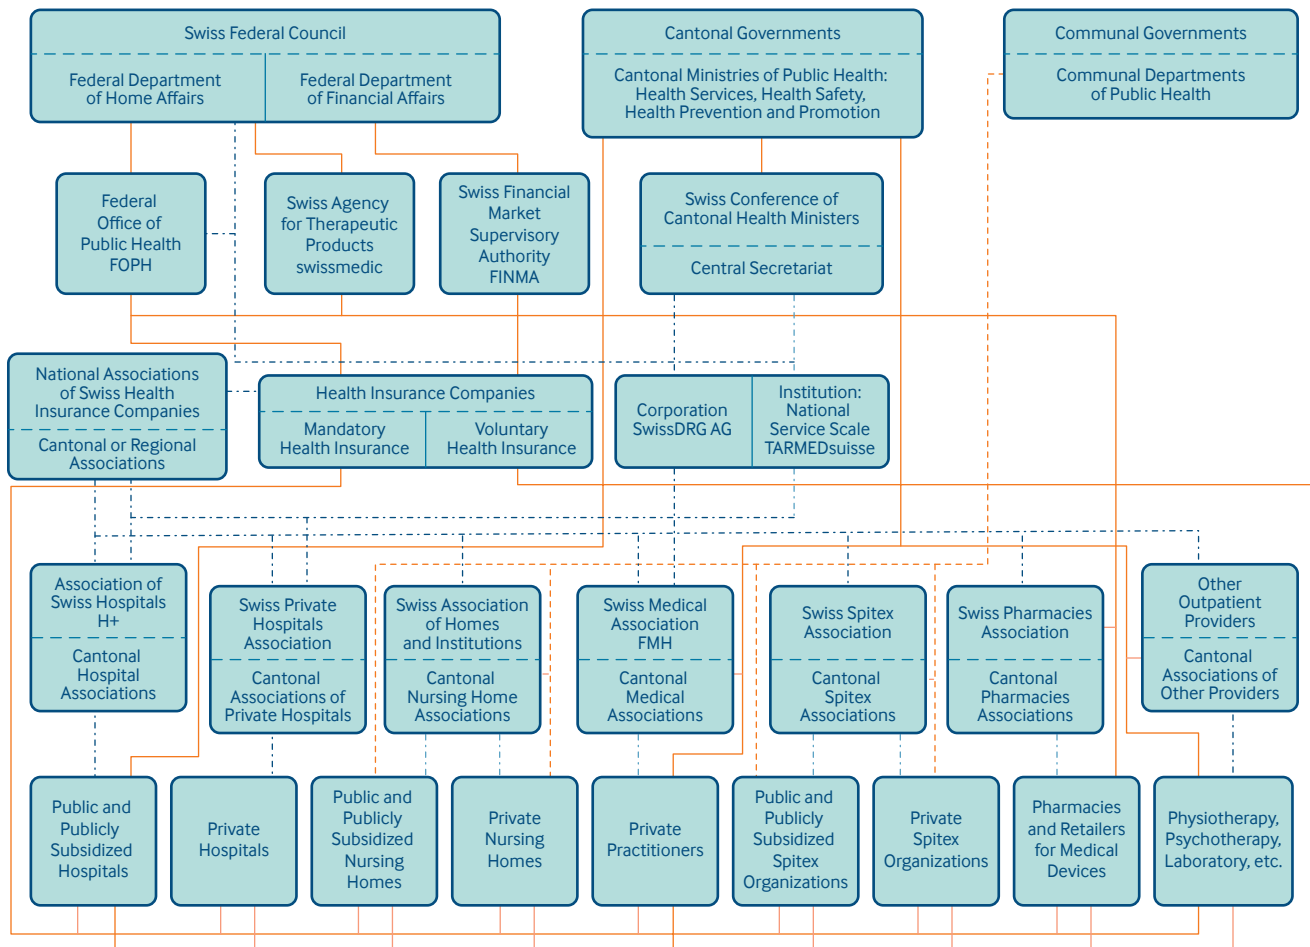 Swiss Federal Council
Federal Department
of Home Affairs
Federal Department
of Financial Affairs
Cantonal Governments
Cantonal Ministries of Public Health:
Health Services, Health Safety,
Health Prevention and Promotion
Communal Governments
Communal Departments
of Public Health
Federal
Office of
Public Health
FOPH
Swiss Agency
for Therapeutic
Products
swissmedic
Swiss Financial
Market
Supervisory
Authority
FINMA
Swiss Conference of
Cantonal Health Ministers
Central Secretariat
National Associations
of Swiss Health
Insurance Companies
Cantonal or Regional
Associations
Health Insurance Companies
Mandatory
Health Insurance
Voluntary
Health Insurance
Corporation
SwissDRG AG
Institution:
National
Service Scale
TARMEDsuisse
Association of
Swiss Hospitals
H+
Cantonal
Hospital
Associations
Swiss Private
Hospitals
Association
Cantonal
Associations of
Private Hospitals
Swiss Association
of Homes
and Institutions
Cantonal
Nursing Home
Associations
Swiss Medical
Association
FMH
Cantonal
Medical
Associations
Swiss Spitex
Association
Cantonal
Spitex
Associations
Swiss Pharmacies
Association
Cantonal
Pharmacies
Associations
Other
Outpatient
Providers
Cantonal
Associations of
Other Providers
Public and
Publicly
Subsidized
Hospitals
Private
Hospitals
Public and
Publicly
Subsidized
Nursing
Homes
Private
Nursing
Homes
Private
Practitioners
Public and
Publicly
Subsidized
Spitex
Organizations
Private
Spitex
Organizations
Pharmacies
and Retailers
for Medical
Devices
Physiotherapy,
Psychotherapy,
Laboratory, etc.